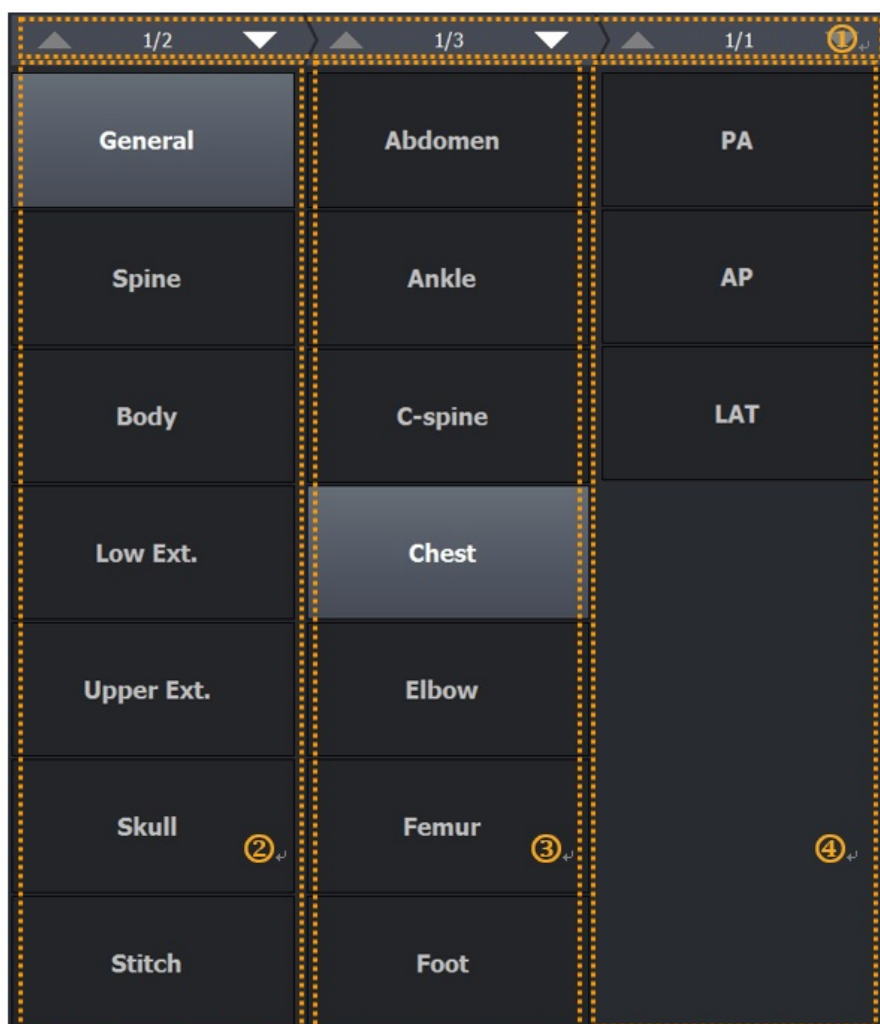 1/2 1/3 1/1 ①
General Abdomen PA
Spine Ankle AP
Body C-spine LAT
Low Ext. Chest
Upper Ext. Elbow
Skull ② Femur ③ ④
Stitch Foot